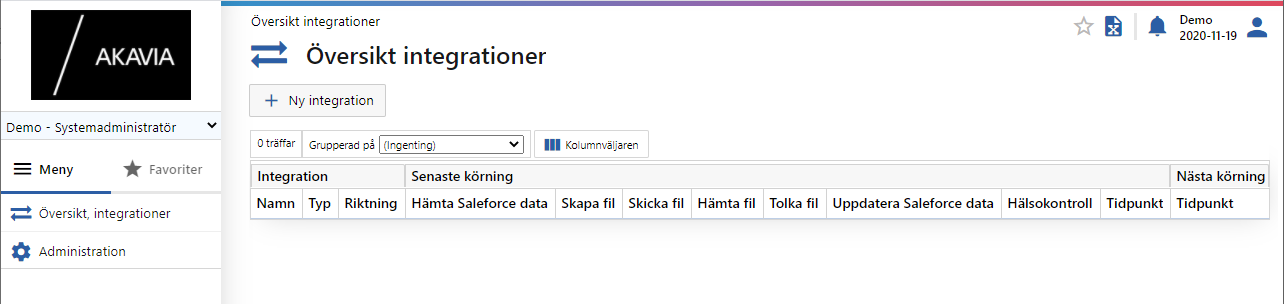 AKAVIA
Demo - Systemadministratör
Meny
Favoriter
Översikt, integrationer
Administration
Översikt integrationer
Demo
2020-11-19
Översikt integrationer
Ny integration
0 träffar
Grupperad på (Ingenting)
Kolumnväljaren
Integration Senaste körning Nästa körning
Namn Typ Riktning Hämta Saleforce data Skapa fil Skicka fil Hämta fil Tolka fil Uppdatera Saleforce data Hälsokontroll Tidpunkt Tidpunkt